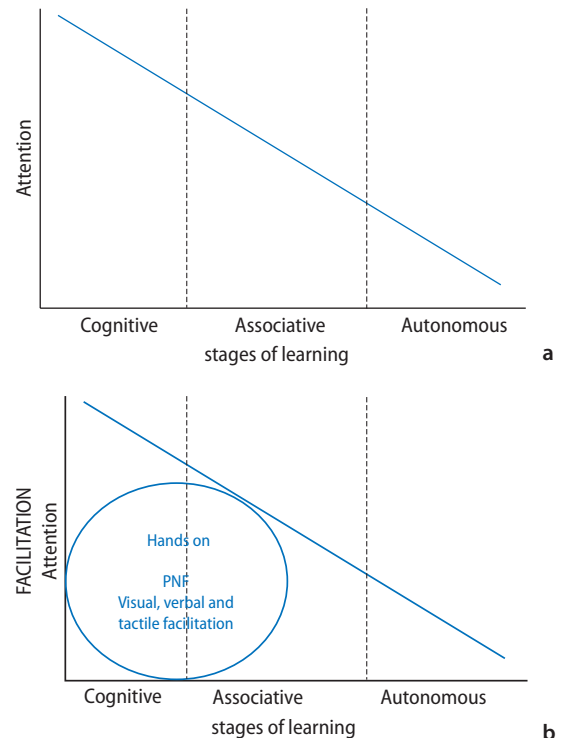 Attention
Cognitive Associative Autonomous
stages of learning
a
FACILITATION
Attention
Hands on
PNF
Visual, verbal and
tactile facilitation
Cognitive Associative Autonomous
stages of learning
b